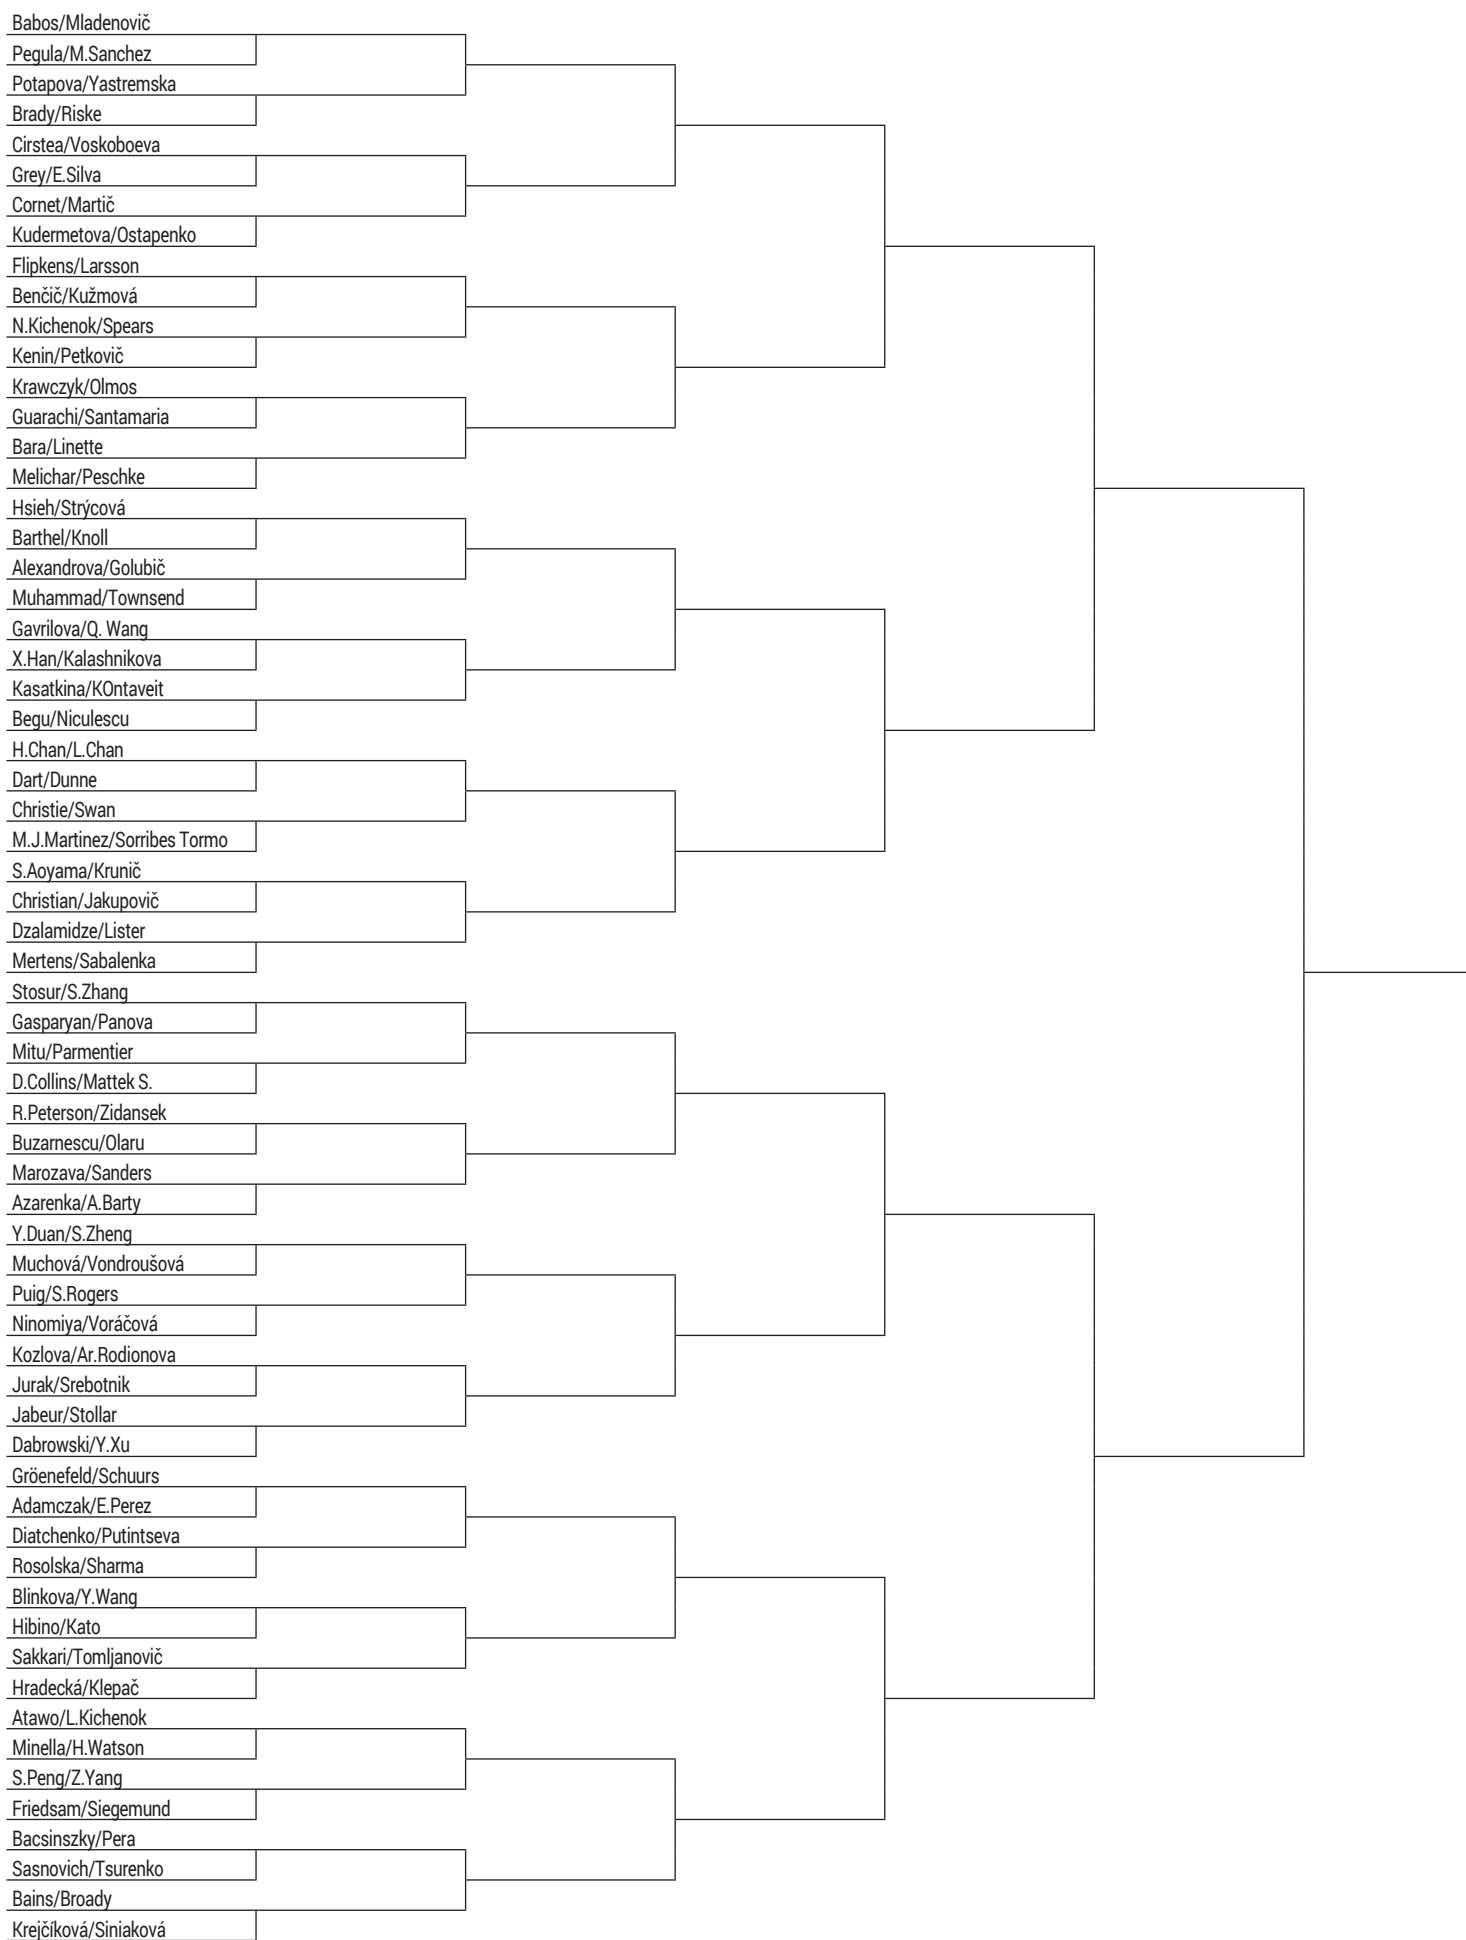 Babos/Mladenovič
Pegula/M.Sanchez
Potapova/Yastremska
Brady/Riske
Cirstea/Voskoboeva
Grey/E.Silva
Cornet/Martič
Kudermetova/Ostapenko
Flipkens/Larsson
Benčič/Kužmová
N.Kichenok/Spears
Kenin/Petkovič
Krawczyk/Olmos
Guarachi/Santamaria
Bara/Linette
Melichar/Peschke
Hsieh/Strýcová
Barthel/Knoll
Alexandrova/Golubič
Muhammad/Townsend
Gavrilova/Q. Wang
X.Han/Kalashnikova
Kasatkina/KOntaveit
Begu/Niculescu
H.Chan/L.Chan
Dart/Dunne
Christie/Swan
M.J.Martinez/Sorribes Tormo
S.Aoyama/Krunič
Christian/Jakupovič
Dzalamidze/Lister
Mertens/Sabalenka
Stosur/S.Zhang
Gasparyan/Panova
Mitu/Parmentier
D.Collins/Mattek S.
R.Peterson/Zidansek
Buzarnescu/Olaru
Marozava/Sanders
Azarenka/A.Barty
Y.Duan/S.Zheng
Muchová/Vondroušová
Puig/S.Rogers
Ninomiya/Voráčová
Kozlova/Ar.Rodionova
Jurak/Srebotnik
Jabeur/Stollar
Dabrowski/Y.Xu
Gröenefeld/Schuurs
Adamczak/E.Perez
Diatchenko/Putintseva
Rosolska/Sharma
Blinkova/Y.Wang
Hibino/Kato
Sakkari/Tomljanovič
Hradecká/Klepač
Atawo/L.Kichenok
Minella/H.Watson
S.Peng/Z.Yang
Friedsam/Siegemund
Bacsinszky/Pera
Sasnovich/Tsurenko
Bains/Broady
Krejčíková/Siniaková